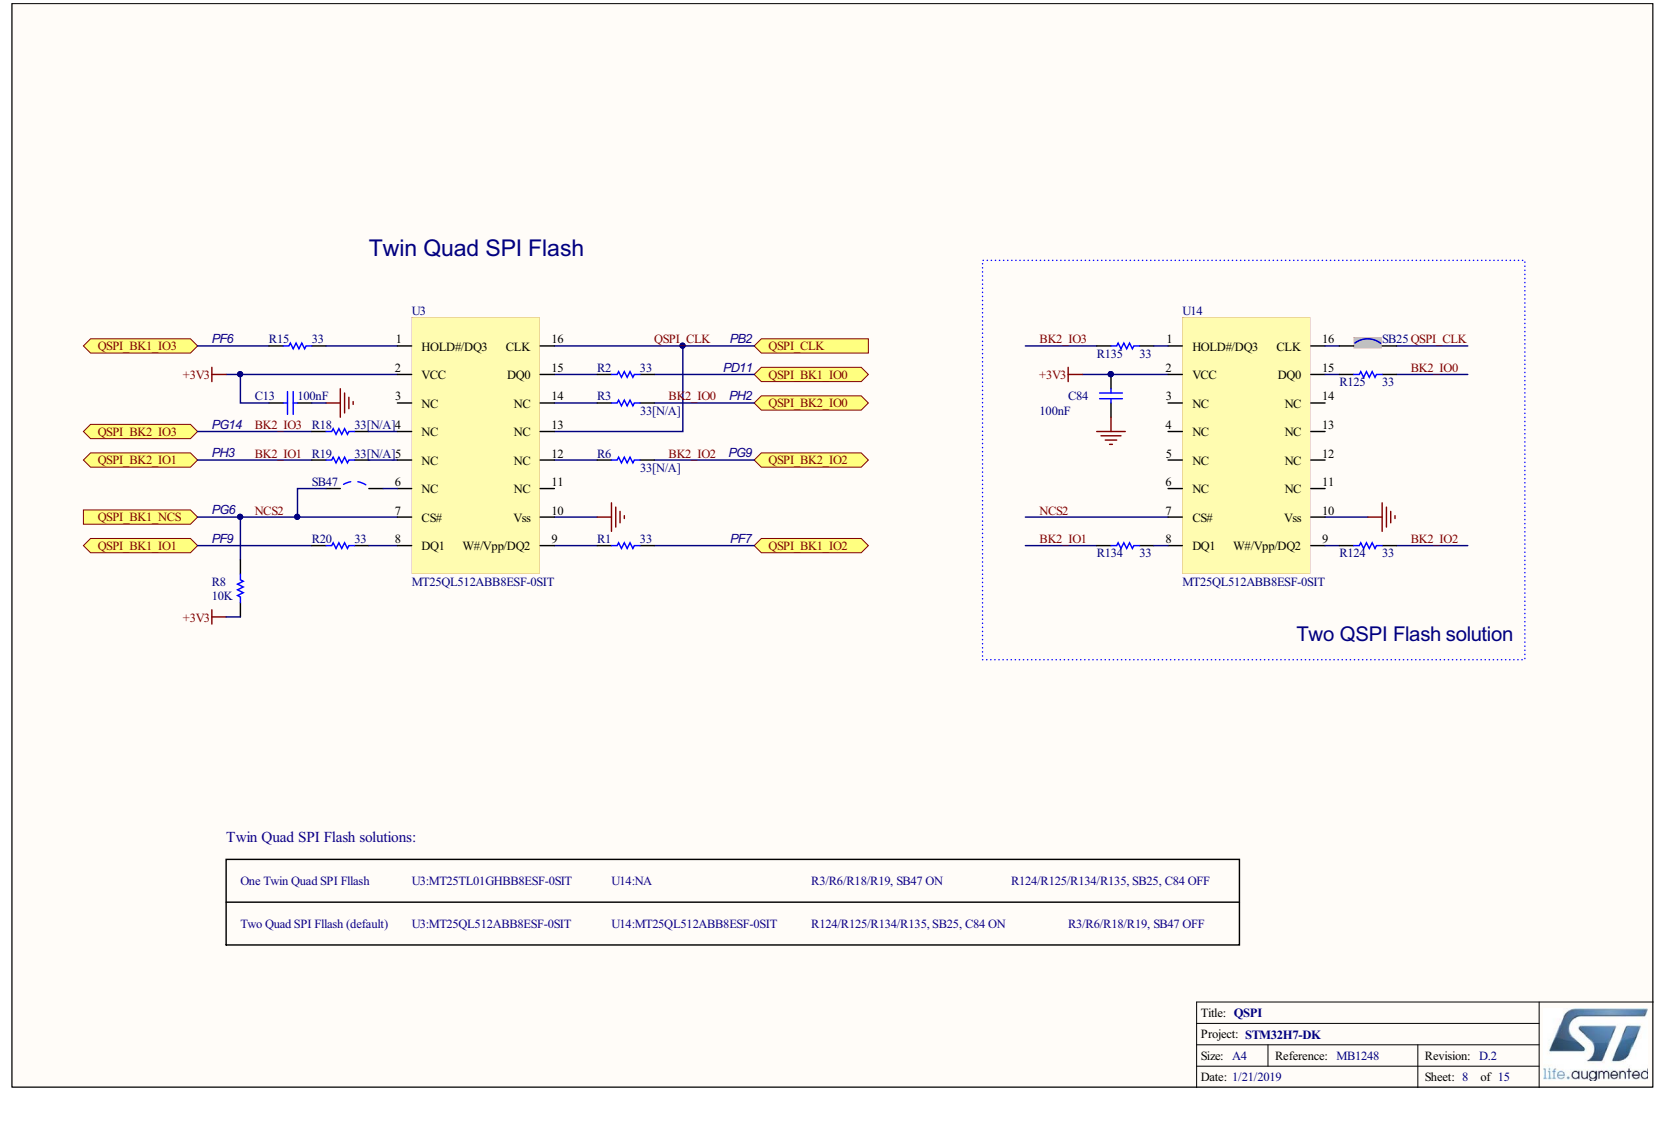 Twin Quad SPI Flash
U3
QSPI_BK1_IO3 PF6 R15 33 1 HOLD#/DQ3 CLK 16 QSPI_CLK PB2 QSPI_CLK
+3V3 2 VCC DQ0 15 R2 33 PD11 QSPI_BK1_IO0
C13 100nF 3 NC NC 14 R3 33[N/A] BK2_IO0 PH2 QSPI_BK2_IO0
QSPI_BK2_IO3 PG14 BK2_IO3 R18 33[N/A] 4 NC NC 13
QSPI_BK2_IO1 PH3 BK2_IO1 R19 33[N/A] 5 NC NC 12 R6 33[N/A] BK2_IO2 PG9 QSPI_BK2_IO2
SB47 6 NC NC 11
QSPI_BK1_NCS PG6 NCS2 7 CS# Vss 10
QSPI_BK1_IO1 PF9 R20 33 8 DQ1 W#/Vpp/DQ2 9 R1 33 PF7 QSPI_BK1_IO2
MT25QL512ABB8ESF-0SIT
R8
10K
+3V3
U14
BK2_IO3 R135 33 1 HOLD#/DQ3 CLK 16 SB25 QSPI_CLK
+3V3 2 VCC DQ0 15 R125 33 BK2_IO0
C84 3 NC NC 14
100nF
4 NC NC 13
5 NC NC 12
6 NC NC 11
NCS2 7 CS# Vss 10
BK2_IO1 R134 33 8 DQ1 W#/Vpp/DQ2 9 R124 33 BK2_IO2
MT25QL512ABB8ESF-0SIT
Two QSPI Flash solution
Twin Quad SPI Flash solutions:
One Twin Quad SPI Fllash U3:MT25TL01GHBB8ESF-0SIT U14:NA R3/R6/R18/R19, SB47 ON R124/R125/R134/R135, SB25, C84 OFF
Two Quad SPI Fllash (default) U3:MT25QL512ABB8ESF-0SIT U14:MT25QL512ABB8ESF-0SIT R124/R125/R134/R135, SB25, C84 ON R3/R6/R18/R19, SB47 OFF
Title: QSPI
Project: STM32H7-DK
Size: A4 Reference: MB1248 Revision: D.2
Date: 1/21/2019 Sheet: 8 of 15
ST
life.augmented